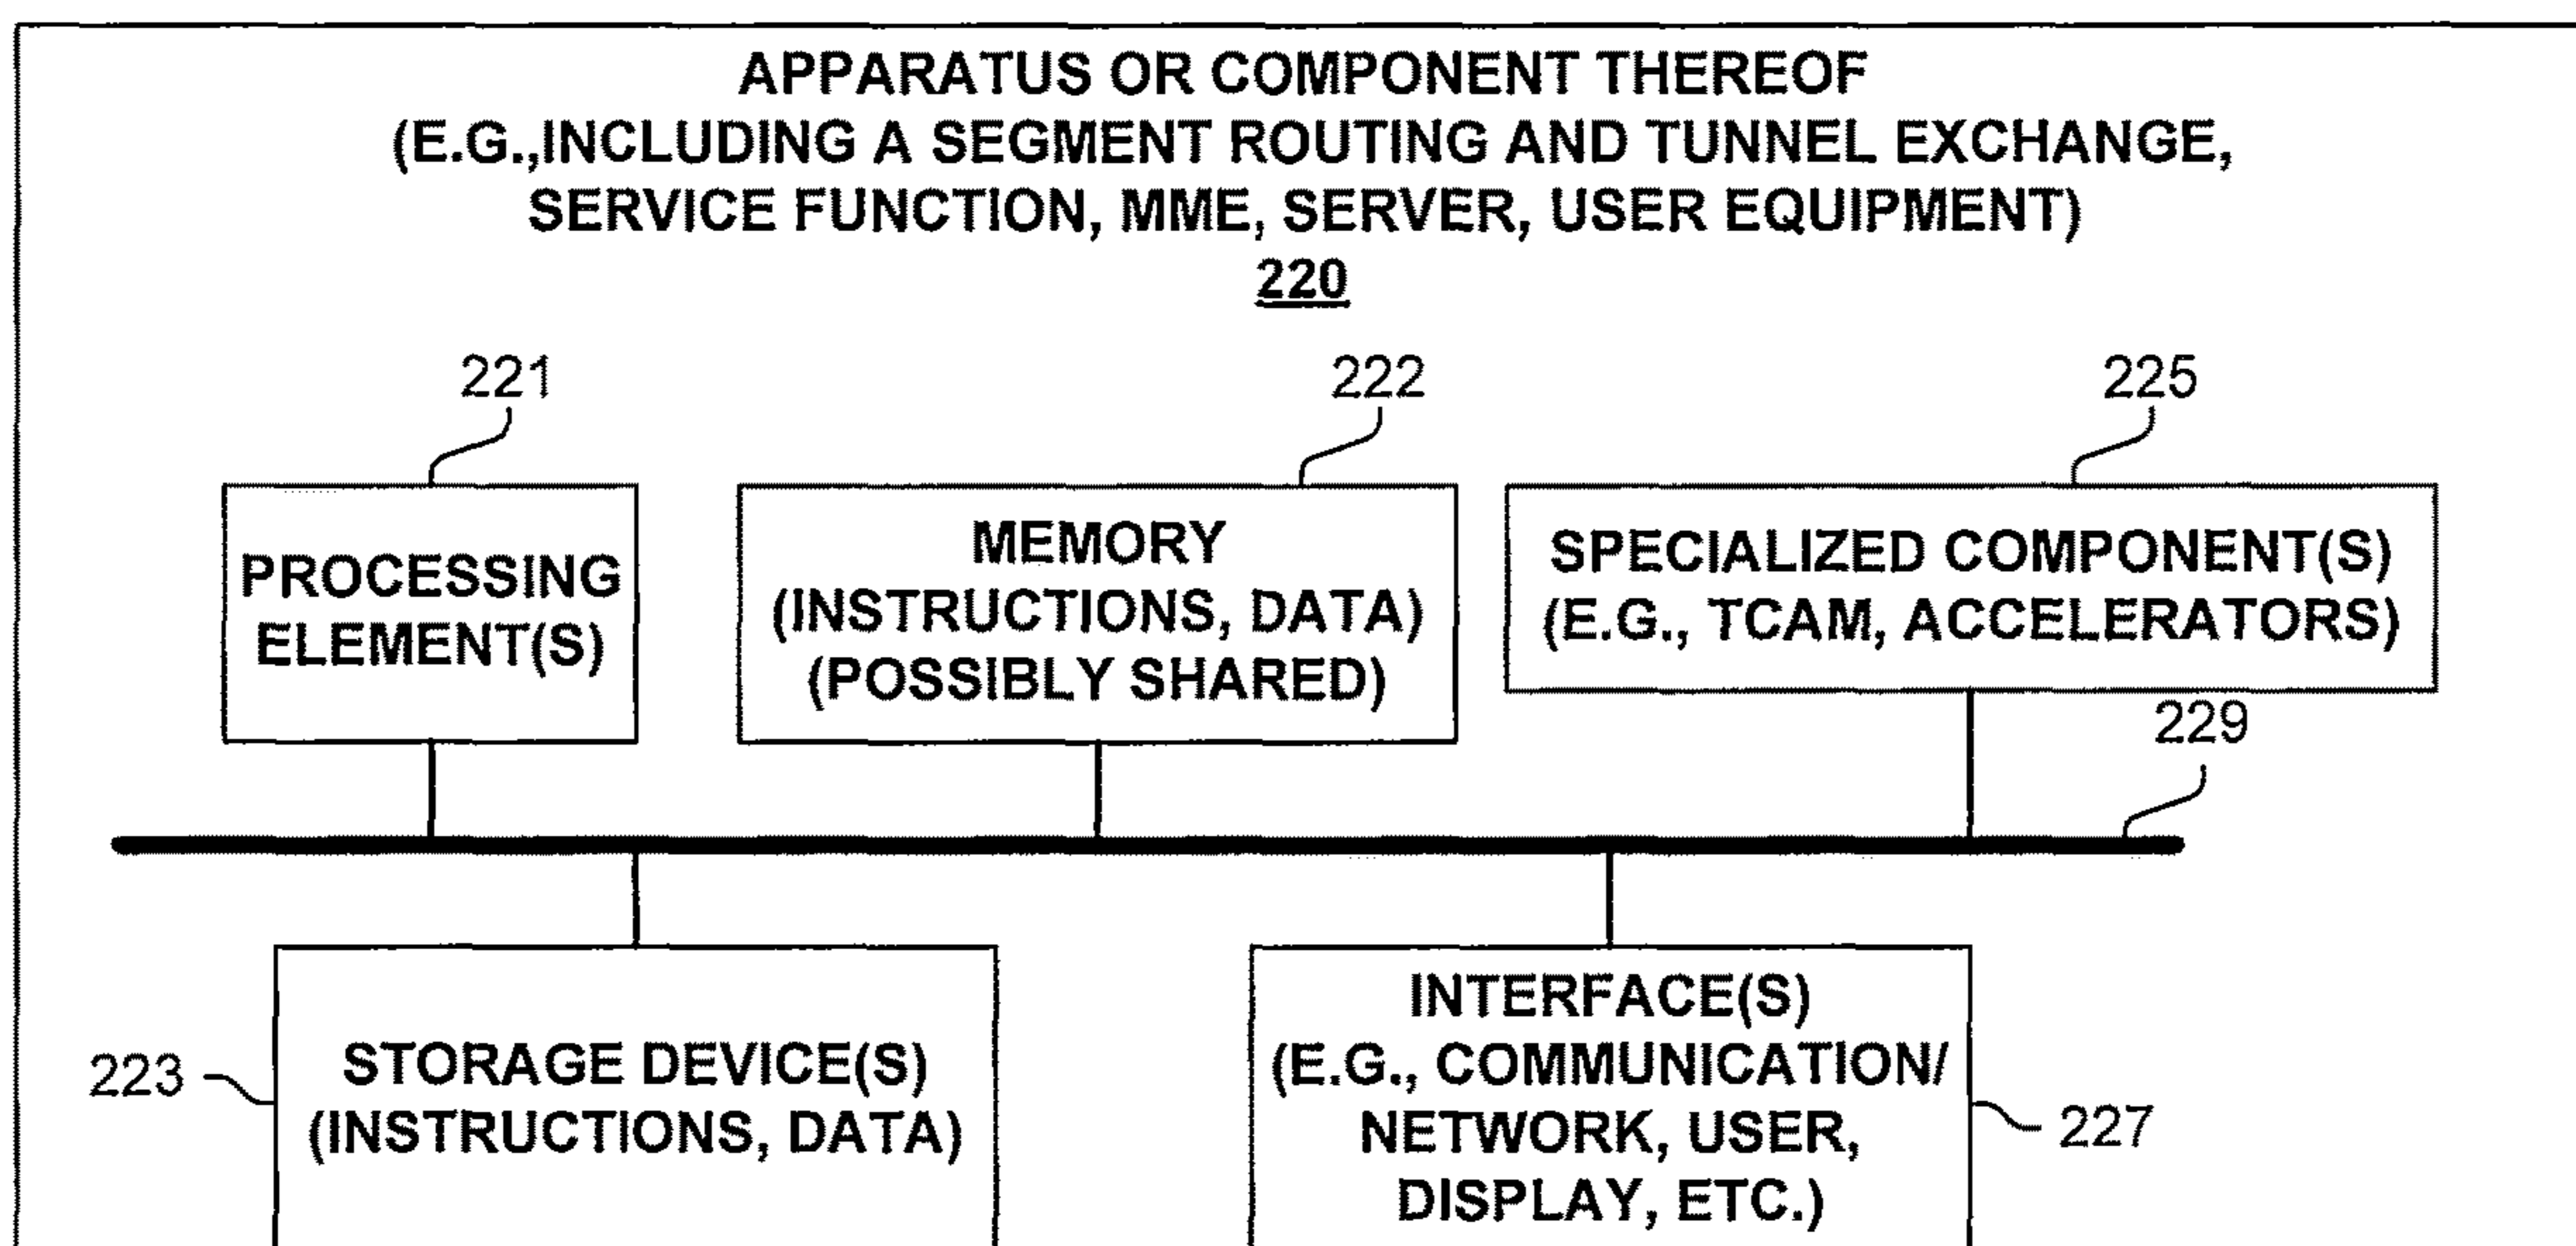 APPARATUS OR COMPONENT THEREOF
(E.G.,INCLUDING A SEGMENT ROUTING AND TUNNEL EXCHANGE,
SERVICE FUNCTION, MME, SERVER, USER EQUIPMENT)
220
221
222
225
PROCESSING
ELEMENT(S)
MEMORY
(INSTRUCTIONS, DATA)
(POSSIBLY SHARED)
SPECIALIZED COMPONENT(S)
(E.G., TCAM, ACCELERATORS)
229
223
STORAGE DEVICE(S)
(INSTRUCTIONS, DATA)
INTERFACE(S)
(E.G., COMMUNICATION/
NETWORK, USER,
DISPLAY, ETC.)
227